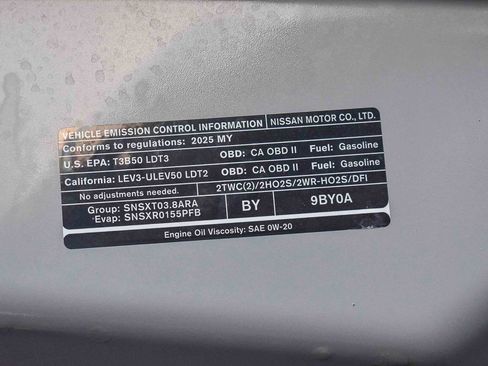 VEHICLE EMISSION CONTROL INFORMATION NISSAN MOTOR CO., LTD.
Conforms to regulations: 2025 MY
U.S. EPA: T3B50 LDT3 OBD: CA OBD II Fuel: Gasoline
California: LEV3-ULEV50 LDT2 OBD: CA OBD II Fuel: Gasoline
No adjustments needed. 2TWC(2)/2HO2S/2WR-HO2S/DFI
Group: SNSXT03.8ARA
Evap: SNSXR0155PFB
BY
9BY0A
Engine Oil Viscosity: SAE 0W-20